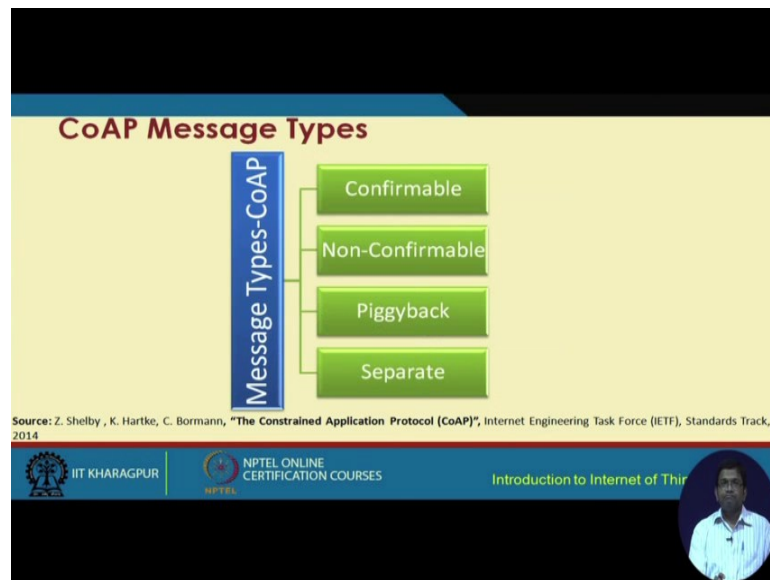 CoAP Message Types
Message Types-CoAP
Confirmable
Non-Confirmable
Piggyback
Separate
Source: Z. Shelby , K. Hartke, C. Bormann, “The Constrained Application Protocol (CoAP)”, Internet Engineering Task Force (IETF), Standards Track,
2014
IIT KHARAGPUR
NPTEL
NPTEL ONLINE
CERTIFICATION COURSES
Introduction to Internet of Thin